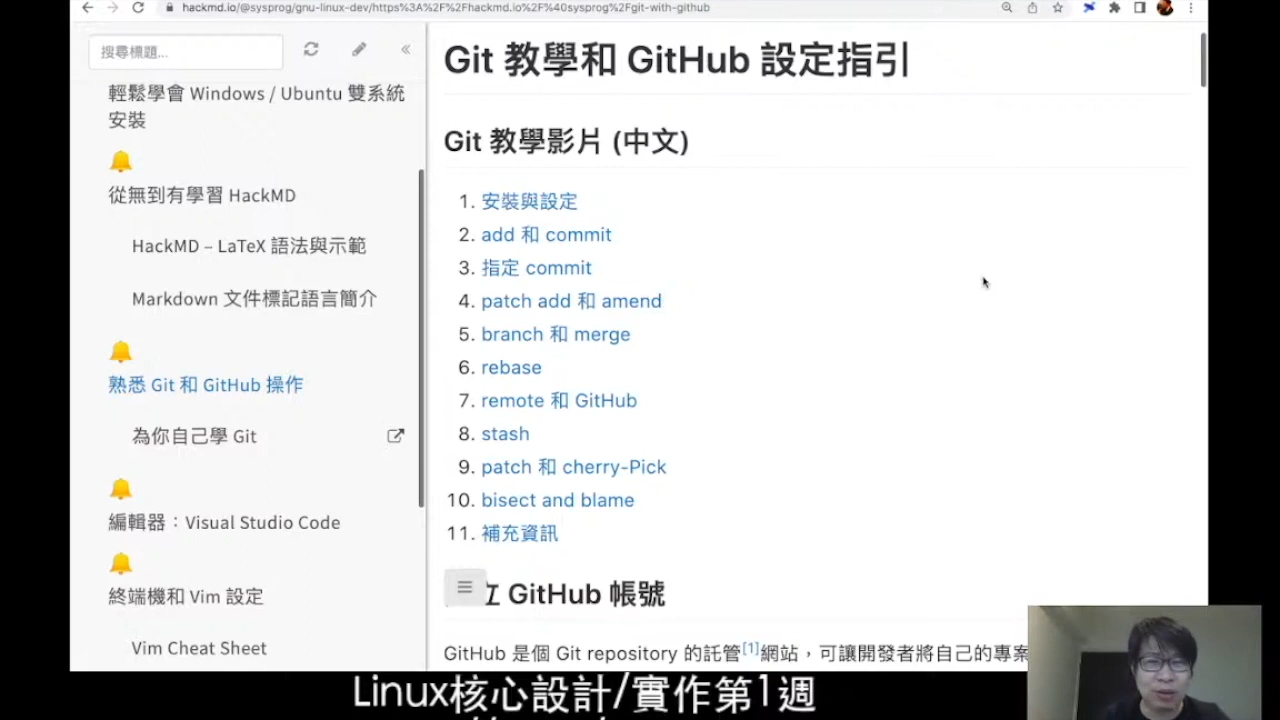 hackmd.io/@sysprog/gnu-linux-dev/https%3A%2F%2Fhackmd.io%2F%40sysprog%2Fgit-with-github
搜尋標題...
輕鬆學會 Windows / Ubuntu 雙系統
安裝
從無到有學習 HackMD
HackMD – LaTeX 語法與示範
Markdown 文件標記語言簡介
熟悉 Git 和 GitHub 操作
為你自己學 Git
編輯器：Visual Studio Code
終端機和 Vim 設定
Vim Cheat Sheet
Git 教學和 GitHub 設定指引
Git 教學影片 (中文)
1. 安裝與設定
2. add 和 commit
3. 指定 commit
4. patch add 和 amend
5. branch 和 merge
6. rebase
7. remote 和 GitHub
8. stash
9. patch 和 cherry-Pick
10. bisect and blame
11. 補充資訊
立 GitHub 帳號
GitHub 是個 Git repository 的託管[1]網站，可讓開發者將自己的專案
Linux核心設計/實作第1週